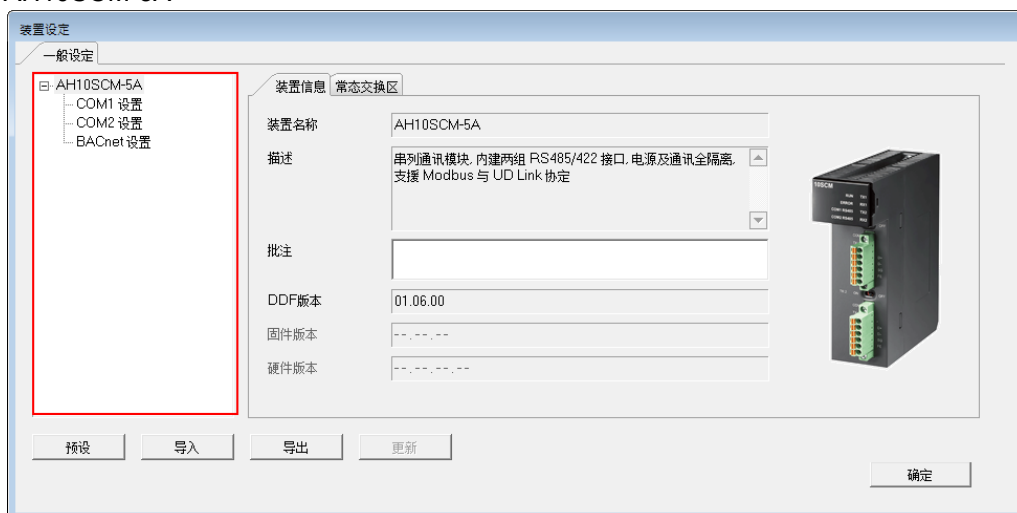 装置设定
一般设定
AH10SCM-5A
COM1 设置
COM2 设置
BACnet 设置
装置信息 常态交换区
装置名称 AH10SCM-5A
描述 串列通讯模块, 内建两组 RS485/422 接口, 电源及通讯全隔离,
支援 Modbus 与 UD Link 协定
批注
DDF版本 01.06.00
固件版本 --.--.--
硬件版本 --.--.--.--
10SCM
预设 导入 导出 更新
确定